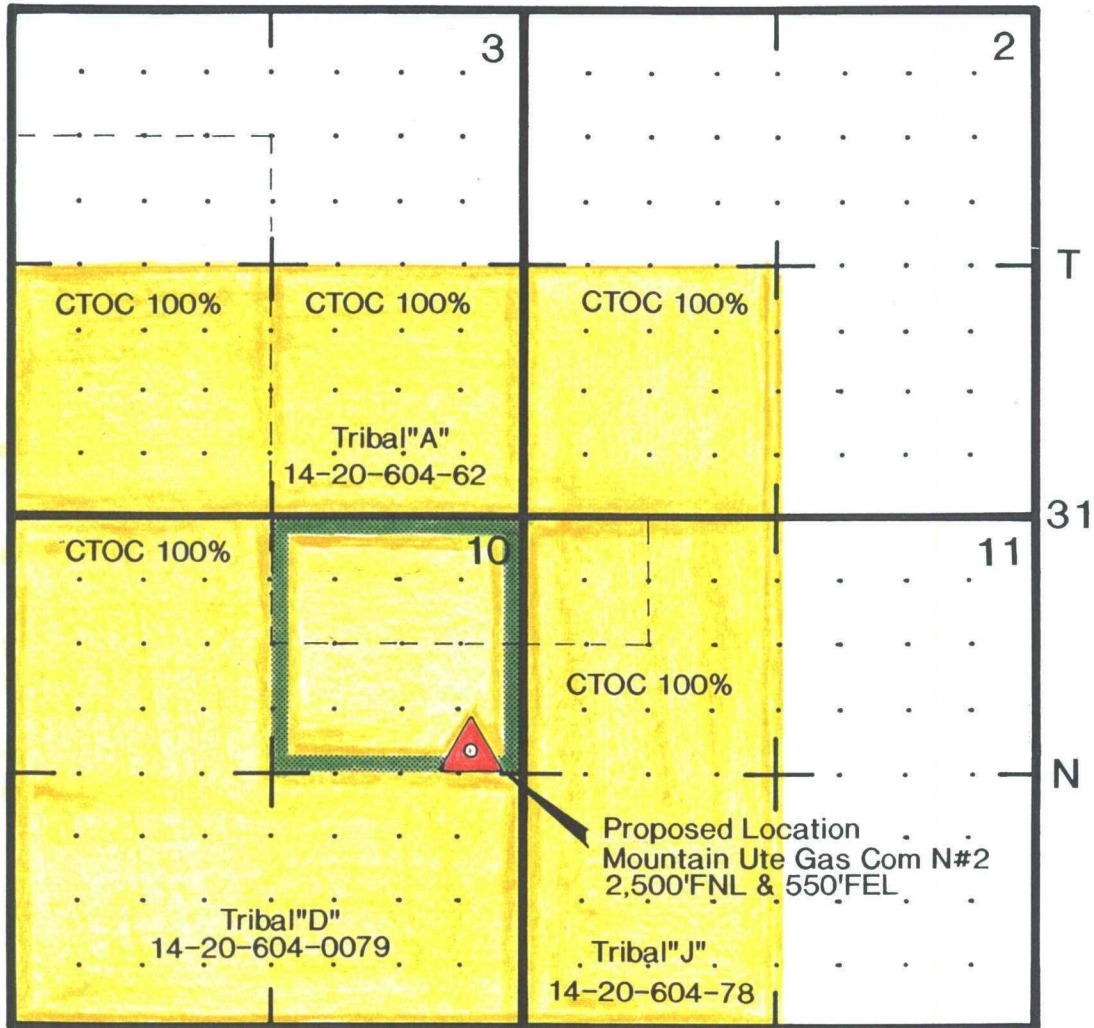 3
2
T
CTOC 100%
CTOC 100%
CTOC 100%
Tribal"A"
14-20-604-62
31
CTOC 100%
10
11
CTOC 100%
N
Proposed Location
Mountain Ute Gas Com N#2
2,500'FNL & 550'FEL
Tribal"D"
14-20-604-0079
Tribal"J"
14-20-604-78